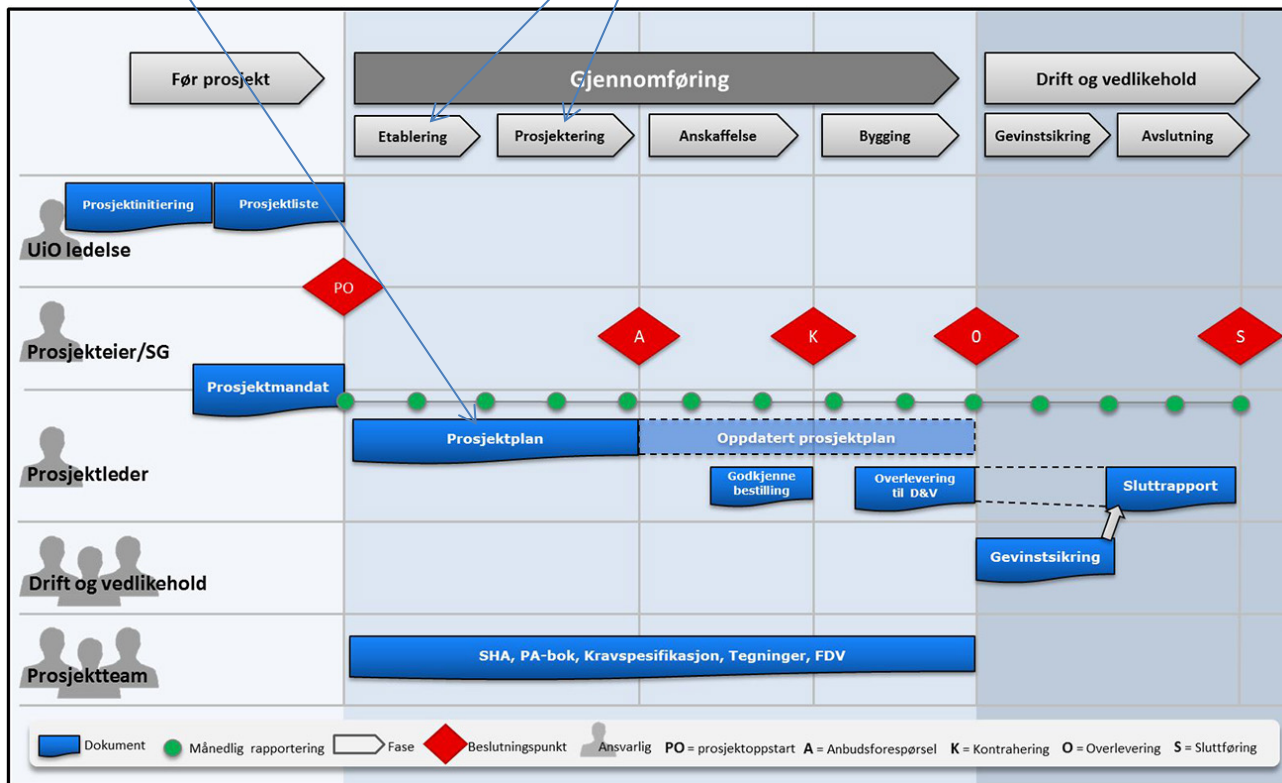 Før prosjekt
Gjennomføring
Drift og vedlikehold
Etablering
Prosjektering
Anskaffelse
Bygging
Gevinstsikring
Avslutning
Prosjektinitiering
Prosjektliste
UiO ledelse
PO
A
K
O
S
Prosjekteier/SG
Prosjektmandat
Prosjektplan
Oppdatert prosjektplan
Prosjektleder
Godkjenne
bestilling
Overlevering
til D&V
Sluttrapport
Gevinstsikring
Drift og vedlikehold
SHA, PA-bok, Kravspesifikasjon, Tegninger, FDV
Prosjektteam
Dokument
Månedlig rapportering
Fase
Beslutningspunkt
Ansvarlig
PO = prosjektoppstart
A = Anbudsforespørsel
K = Kontrahering
O = Overlevering
S = Sluttføring